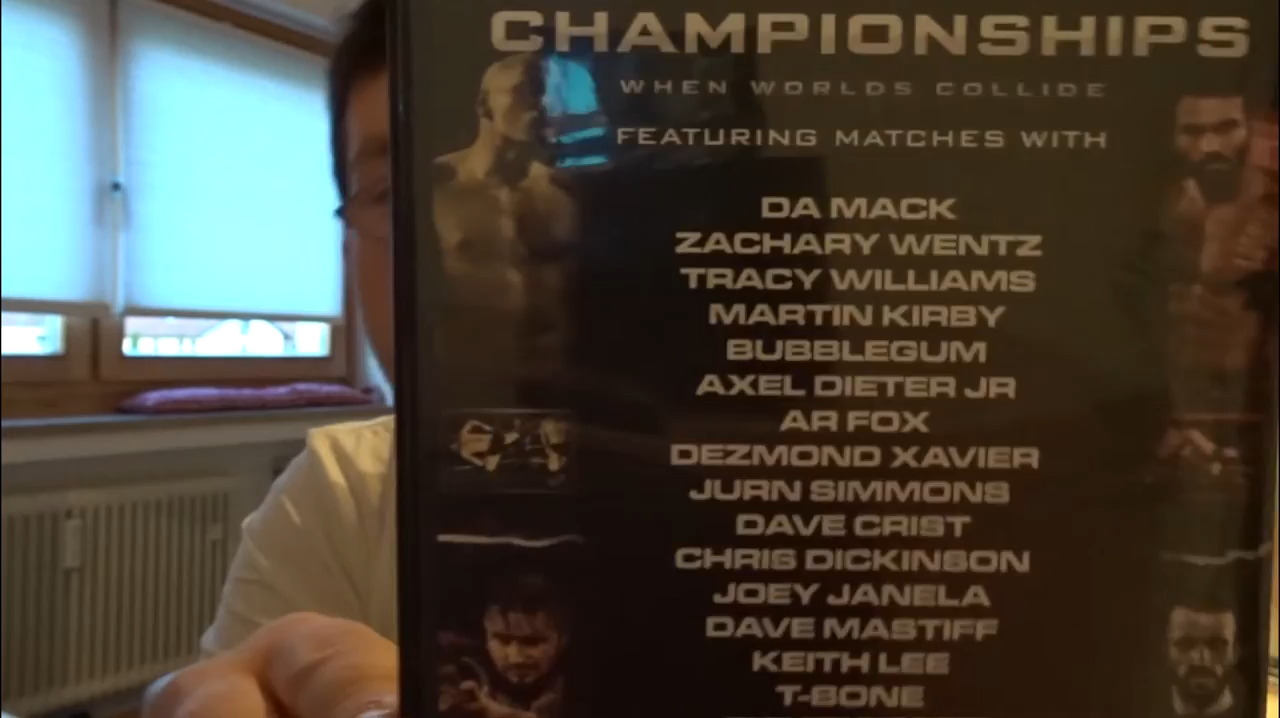 CHAMPIONSHIPS
WHEN WORLDS COLLIDE
FEATURING MATCHES WITH
DA MACK
ZACHARY WENTZ
TRACY WILLIAMS
MARTIN KIRBY
BUBBLEGUM
AXEL DIETER JR
AR FOX
DEZMOND XAVIER
JURN SIMMONS
DAVE CRIST
CHRIS DICKINSON
JOEY JANELA
DAVE MASTIFF
KEITH LEE
T-BONE